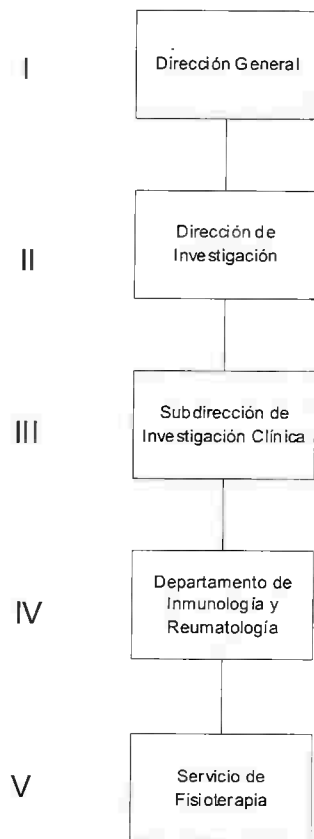 I
Dirección General
II
Dirección de
Investigación
III
Subdirección de
Investigación Clínica
IV
Departamento de
Inmunología y
Reumatología
V
Servicio de
Fisioterapia